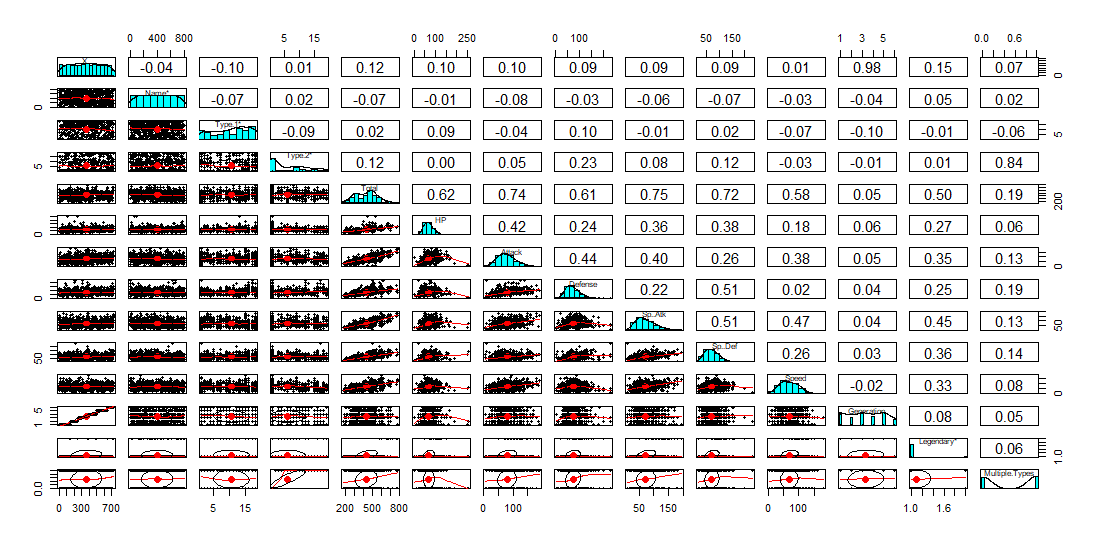 0 400 800 5 15 0 100 250 0 100 50 150 1 3 5 0.0 0.6
X -0.04 -0.10 0.01 0.12 0.10 0.10 0.09 0.09 0.09 0.01 0.98 0.15 0.07 0
0 Name* -0.07 0.02 -0.07 -0.01 -0.08 -0.03 -0.06 -0.07 -0.03 -0.04 0.05 0.02
Type.1* -0.09 0.02 0.09 -0.04 0.10 -0.01 0.02 -0.07 -0.10 -0.01 -0.06 5
5 Type.2* 0.12 0.00 0.05 0.23 0.08 0.12 -0.03 -0.01 0.01 0.84
Total 0.62 0.74 0.61 0.75 0.72 0.58 0.05 0.50 0.19 200
0 HP 0.42 0.24 0.36 0.38 0.18 0.06 0.27 0.06
Attack 0.44 0.40 0.26 0.38 0.05 0.35 0.13 0
0 Defense 0.22 0.51 0.02 0.04 0.25 0.19
Sp..Atk 0.51 0.47 0.04 0.45 0.13 50
50 Sp..Def 0.26 0.03 0.36 0.14
Speed -0.02 0.33 0.08 0
1 5 Generation 0.08 0.05
Legendary* 0.06 1.0
0.0 Multiple.Types
0 300 700 5 15 200 500 800 0 100 50 150 0 100 1.0 1.6